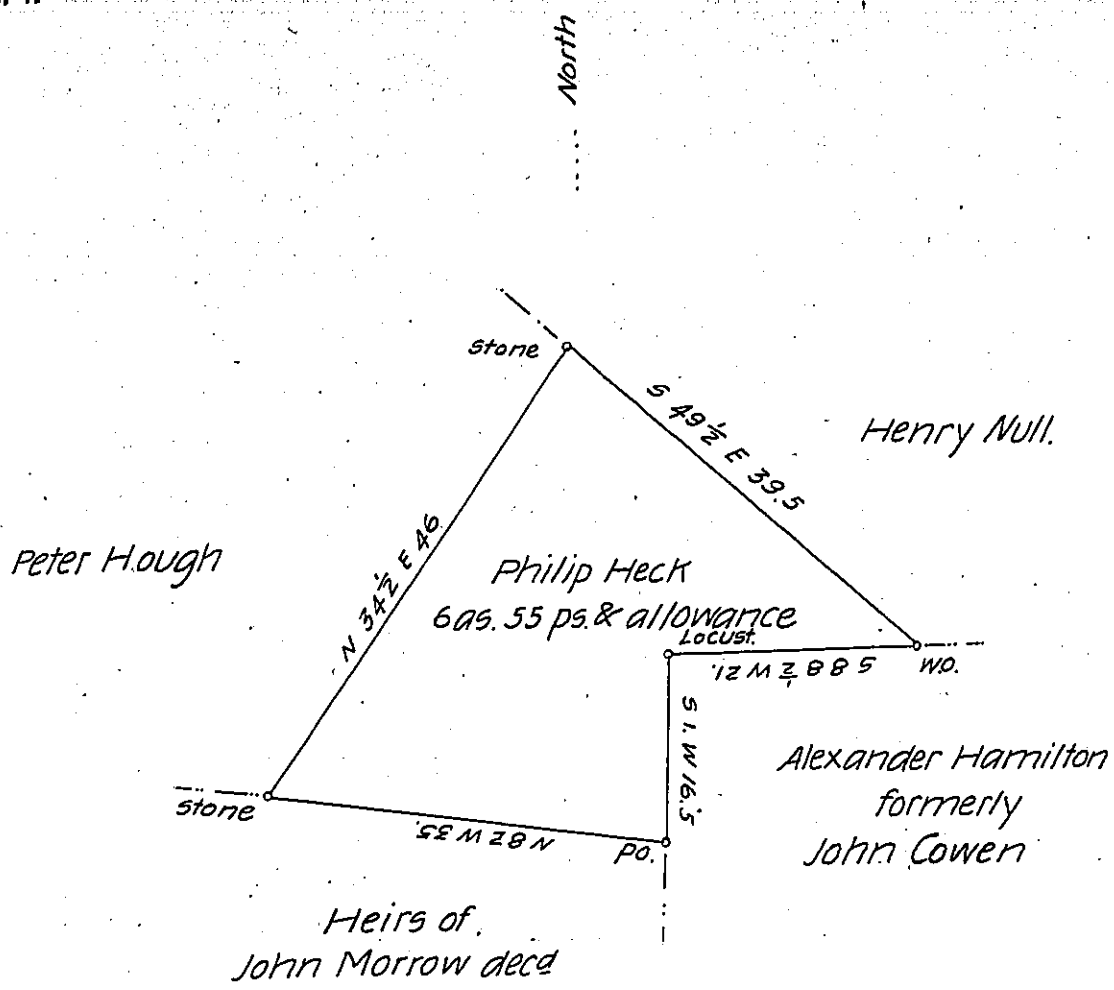 North
stone
S 49½ E 39.5
Henry Null.
Peter Hough
N 34½ E 46
Philip Heck
6as. 55 ps. & allowance
Locust.
S 88½ W 21.
W.O.
S 1. W 16.5
Alexander Hamilton
formerly
John Cowen
stone
N 82 W 35.
P.O.
Heirs of
John Morrow decd